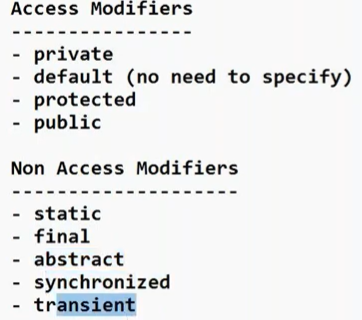 Access Modifiers
----------------
- private
- default (no need to specify)
- protected
- public
Non Access Modifiers
--------------------
- static
- final
- abstract
- synchronized
- transient